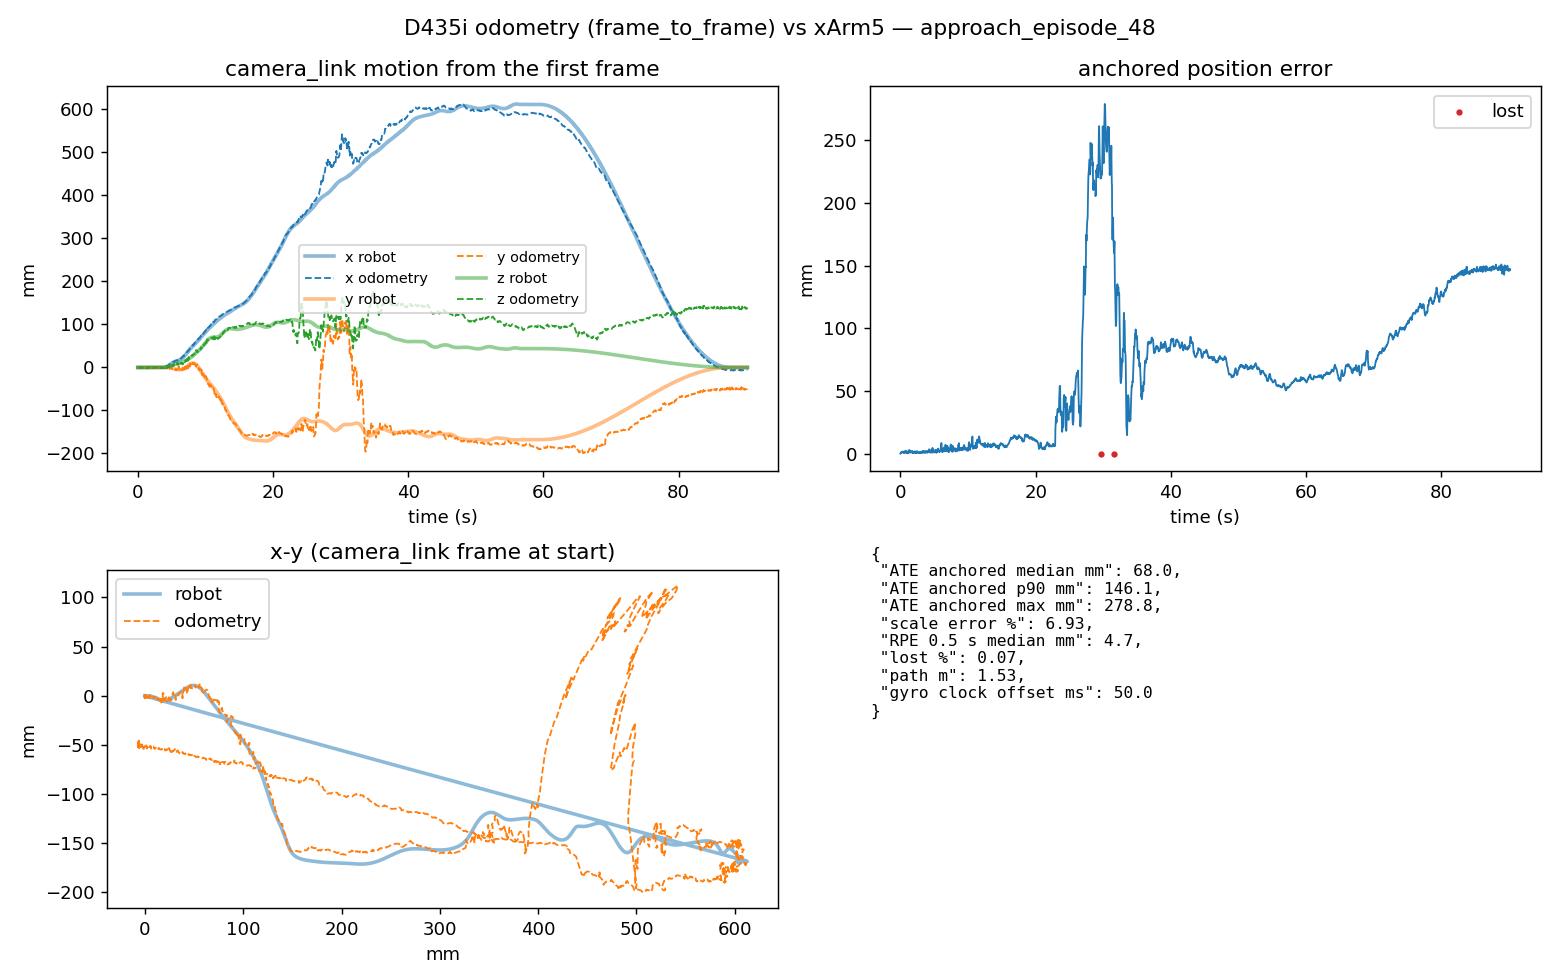 D435i odometry (frame_to_frame) vs xArm5 — approach_episode_48
camera_link motion from the first frame
600
500
400
300
200
100
0
−100
−200
mm
x robot
x odometry
y robot
y odometry
z robot
z odometry
0
20
40
60
80
time (s)
anchored position error
250
200
150
100
50
0
mm
lost
0
20
40
60
80
time (s)
x-y (camera_link frame at start)
100
50
0
−50
−100
−150
−200
mm
robot
odometry
0
100
200
300
400
500
600
mm
{
"ATE anchored median mm": 68.0,
"ATE anchored p90 mm": 146.1,
"ATE anchored max mm": 278.8,
"scale error %": 6.93,
"RPE 0.5 s median mm": 4.7,
"lost %": 0.07,
"path m": 1.53,
"gyro clock offset ms": 50.0
}